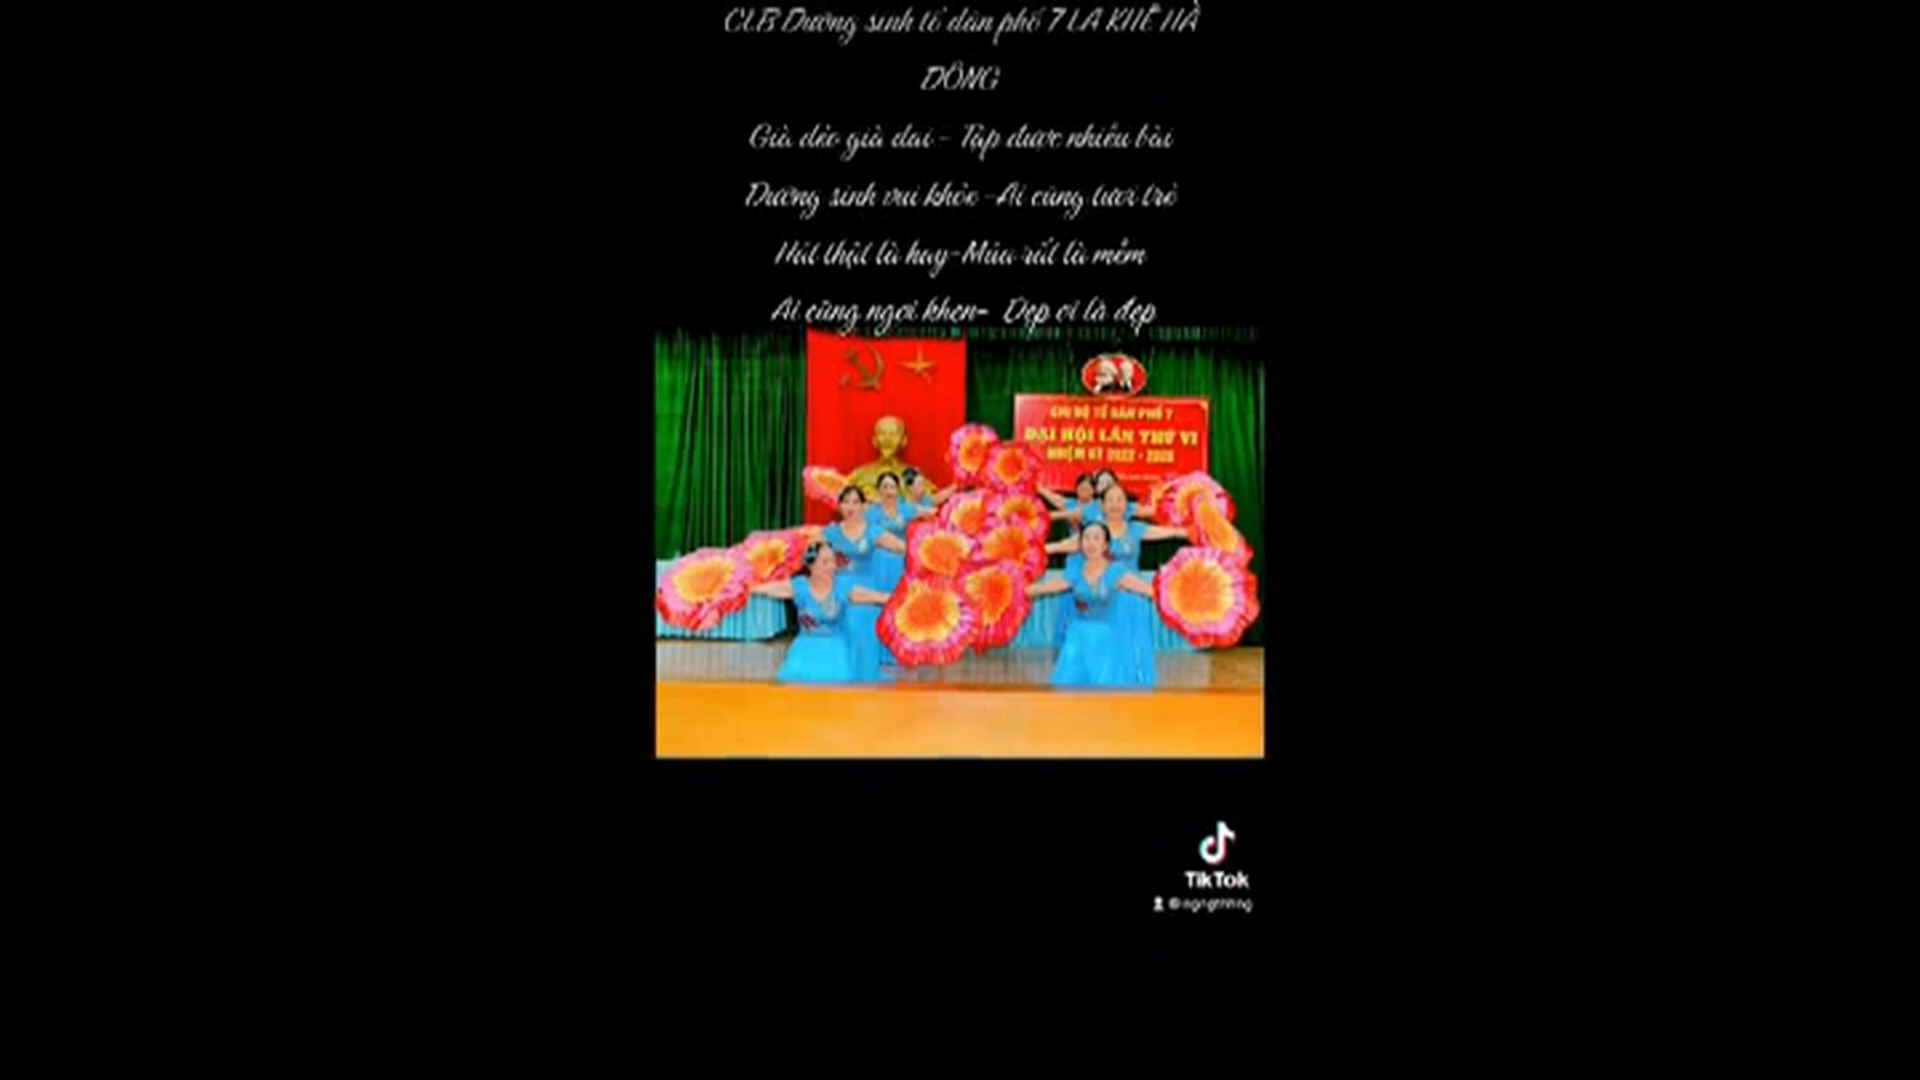 CLB Dưỡng sinh tổ dân phố 7 LA KHÊ HÀ
ĐÔNG
Già dẻo già dai - Tập được nhiều bài
Dưỡng sinh vui khỏe - Ai cũng tươi trẻ
Hát thật là hay - Múa rất là mềm
Ai cũng ngợi khen - Đẹp ơi là đẹp
CHI BỘ TỔ DÂN PHỐ 7
ĐẠI HỘI LẦN THỨ VI
NHIỆM KỲ 2022 - 2025
TikTok